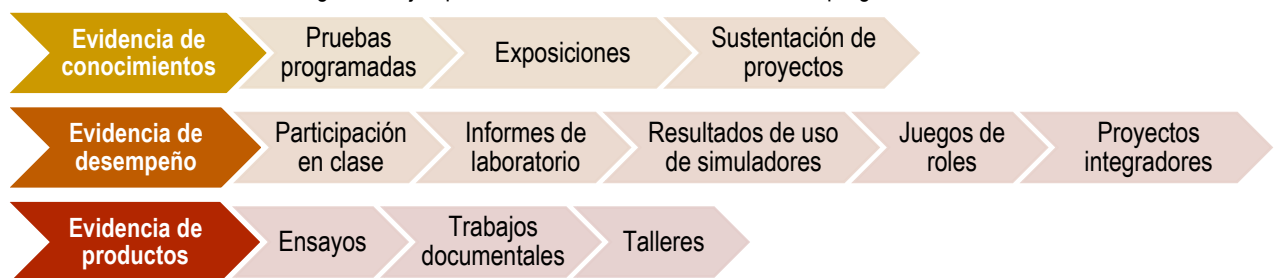 Evidencia de
conocimientos
Pruebas
programadas
Exposiciones
Sustentación de
proyectos
Evidencia de
desempeño
Participación
en clase
Informes de
laboratorio
Resultados de uso
de simuladores
Juegos de
roles
Proyectos
integradores
Evidencia de
productos
Ensayos
Trabajos
documentales
Talleres